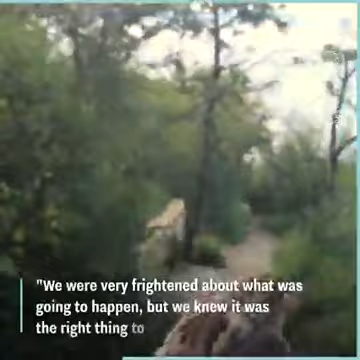 "We were very frightened about what was
going to happen, but we knew it was
the right thing to